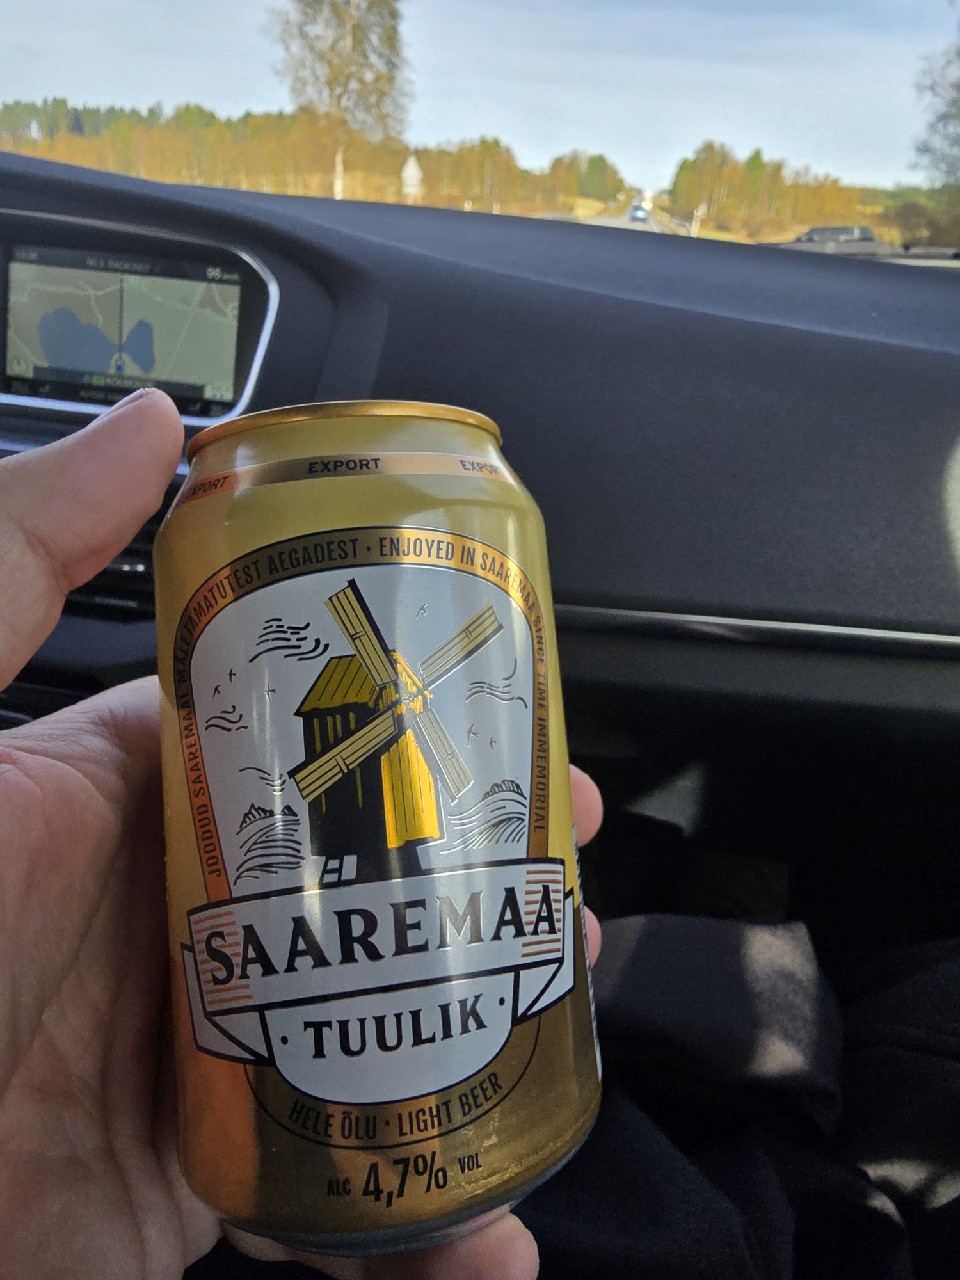 EXPORT EXPORT EXPORT
JOODUD SAAREMAAL MÄLETAMATUTEST AEGADEST · ENJOYED IN SAAREMAA SINCE TIME IMMEMORIAL
SAAREMAA
· TUULIK ·
HELE ÕLU · LIGHT BEER
ALC 4,7% VOL